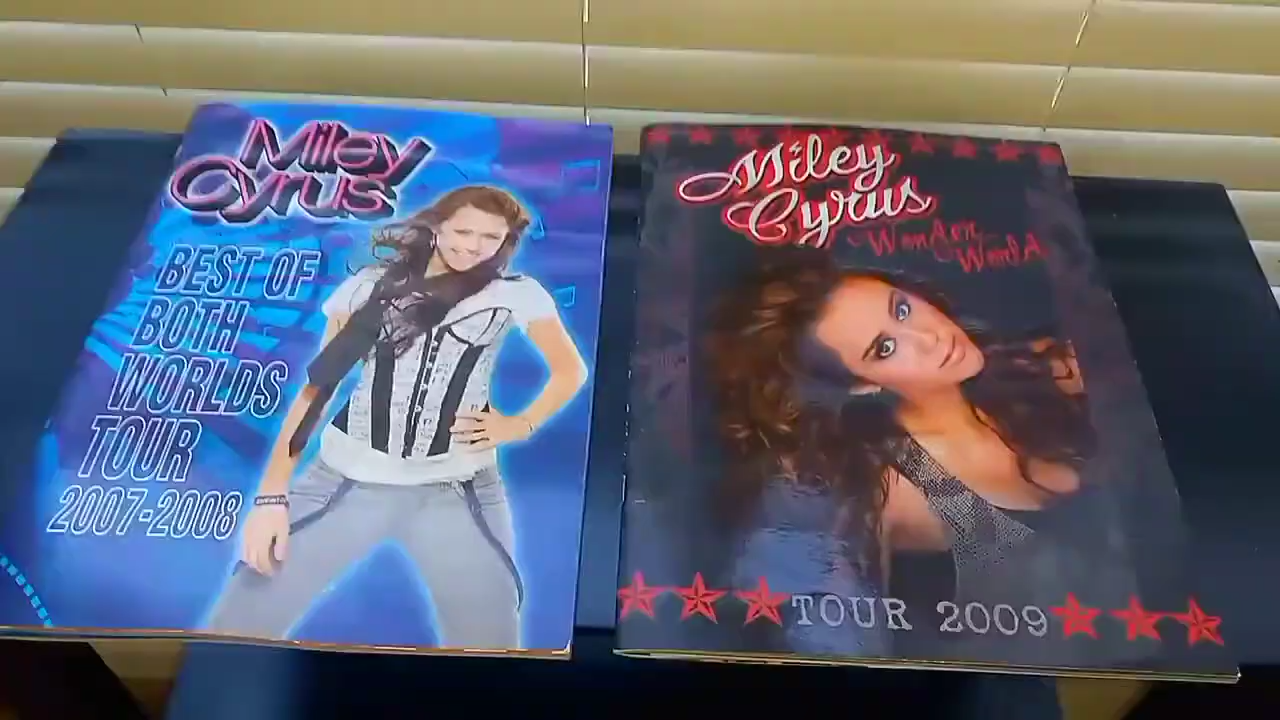 Miley
Cyrus
BEST OF
BOTH
WORLDS
TOUR
2007-2008
Miley
Cyrus
Wonder
World
TOUR 2009